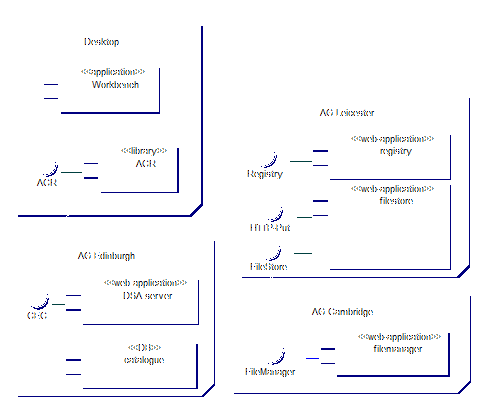 Desktop
<<application>>
Workbench
<<library>>
ACR
ACR
AG Leicester
<<web-application>>
registry
Registry
<<web-application>>
filestore
HTTP-Put
FileStore
AG Edinburgh
<<web-application>>
DSA server
CEC
<<DB>>
catalogue
AG Cambridge
<<web-application>>
filemanager
FileManager